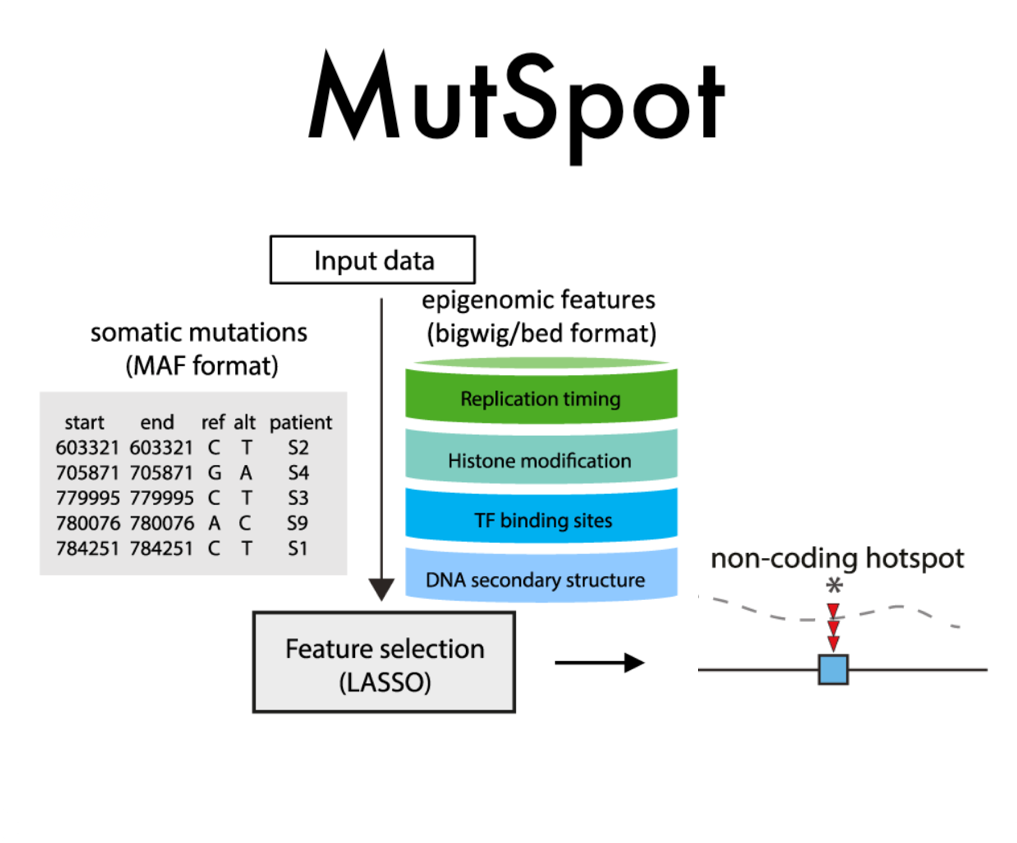 MutSpot
Input data
somatic mutations
(MAF format)
start end ref alt patient
603321 603321 C T S2
705871 705871 G A S4
779995 779995 C T S3
780076 780076 A C S9
784251 784251 C T S1
epigenomic features
(bigwig/bed format)
Replication timing
Histone modification
TF binding sites
DNA secondary structure
Feature selection
(LASSO)
non-coding hotspot
*